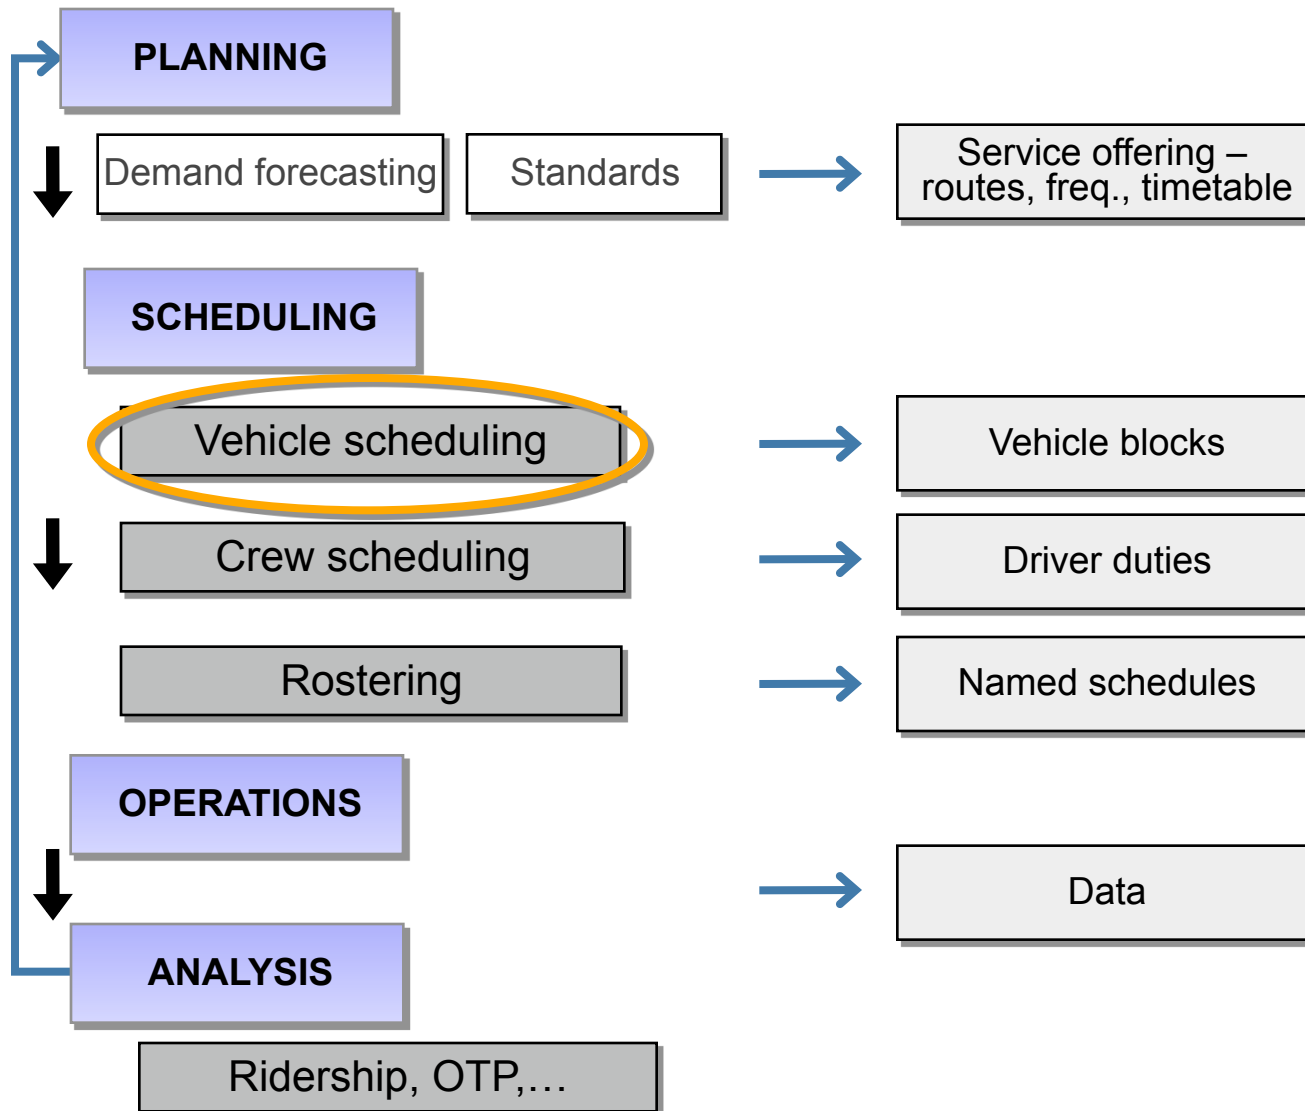 PLANNING
Demand forecasting
Standards
Service offering –
routes, freq., timetable
SCHEDULING
Vehicle scheduling
Vehicle blocks
Crew scheduling
Driver duties
Rostering
Named schedules
OPERATIONS
Data
ANALYSIS
Ridership, OTP,…